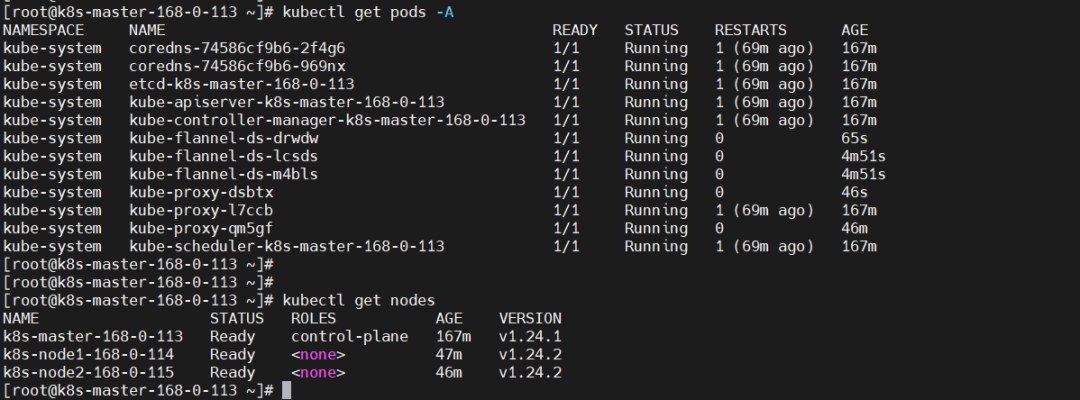 [root@k8s-master-168-0-113 ~]# kubectl get pods -A
NAMESPACE     NAME                                           READY   STATUS    RESTARTS      AGE
kube-system   coredns-74586cf9b6-2f4g6                       1/1     Running   1 (69m ago)   167m
kube-system   coredns-74586cf9b6-969nx                       1/1     Running   1 (69m ago)   167m
kube-system   etcd-k8s-master-168-0-113                      1/1     Running   1 (69m ago)   167m
kube-system   kube-apiserver-k8s-master-168-0-113            1/1     Running   1 (69m ago)   167m
kube-system   kube-controller-manager-k8s-master-168-0-113   1/1     Running   1 (69m ago)   167m
kube-system   kube-flannel-ds-drwdw                          1/1     Running   0             65s
kube-system   kube-flannel-ds-lcsds                          1/1     Running   0             4m51s
kube-system   kube-flannel-ds-m4bls                          1/1     Running   0             4m51s
kube-system   kube-proxy-dsbtx                               1/1     Running   0             46s
kube-system   kube-proxy-l7ccb                               1/1     Running   1 (69m ago)   167m
kube-system   kube-proxy-qm5gf                               1/1     Running   0             46m
kube-system   kube-scheduler-k8s-master-168-0-113            1/1     Running   1 (69m ago)   167m
[root@k8s-master-168-0-113 ~]#
[root@k8s-master-168-0-113 ~]#
[root@k8s-master-168-0-113 ~]# kubectl get nodes
NAME                   STATUS   ROLES           AGE    VERSION
k8s-master-168-0-113   Ready    control-plane   167m   v1.24.1
k8s-node1-168-0-114    Ready    <none>          47m    v1.24.2
k8s-node2-168-0-115    Ready    <none>          46m    v1.24.2
[root@k8s-master-168-0-113 ~]#